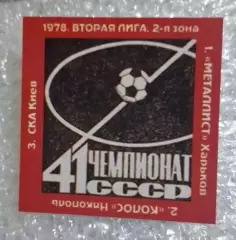 1978. ВТОРАЯ ЛИГА. 2-я зона
1. «МЕТАЛЛИСТ» Харьков
2. «КОЛОС» Никополь
3. СКА Киев
41 ЧЕМПИОНАТ
СССР